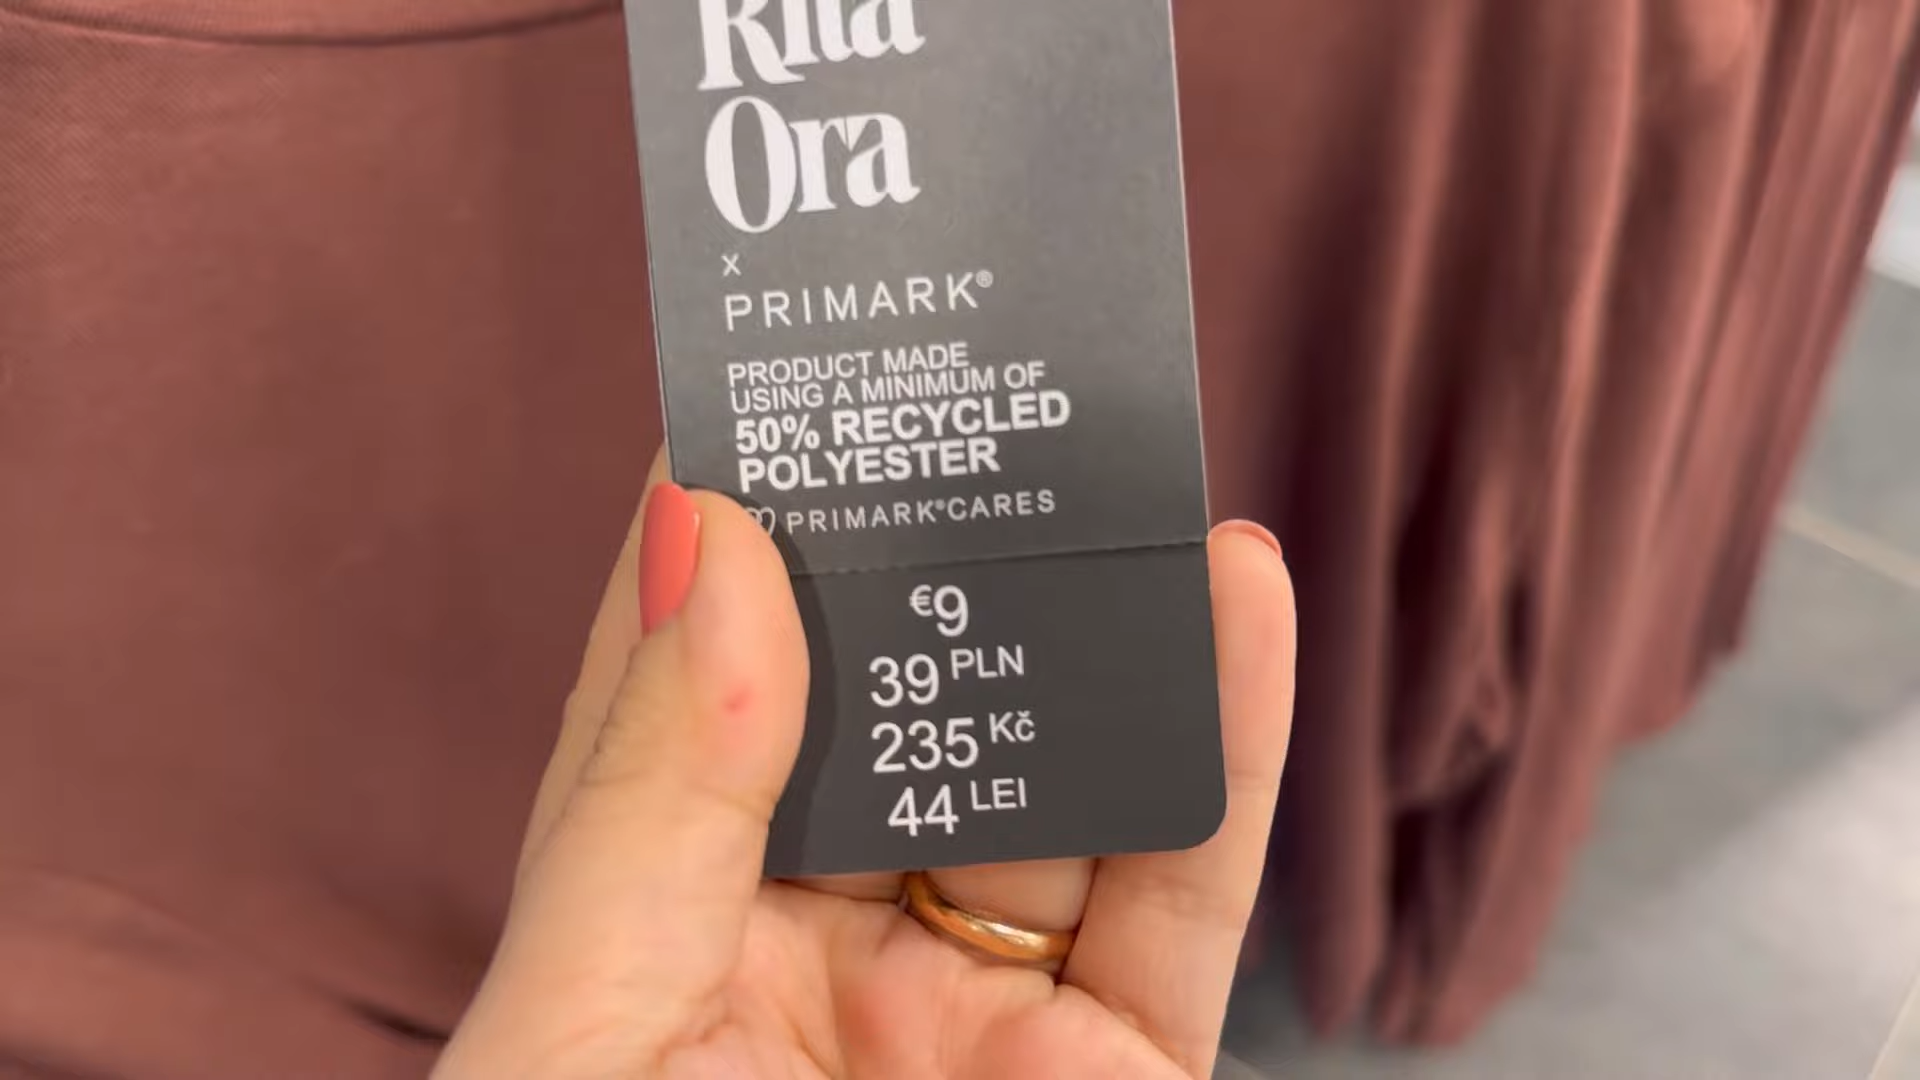 Rita
Ora
x
PRIMARK®
PRODUCT MADE
USING A MINIMUM OF
50% RECYCLED
POLYESTER
PRIMARK®CARES
€9
39 PLN
235 Kč
44 LEI